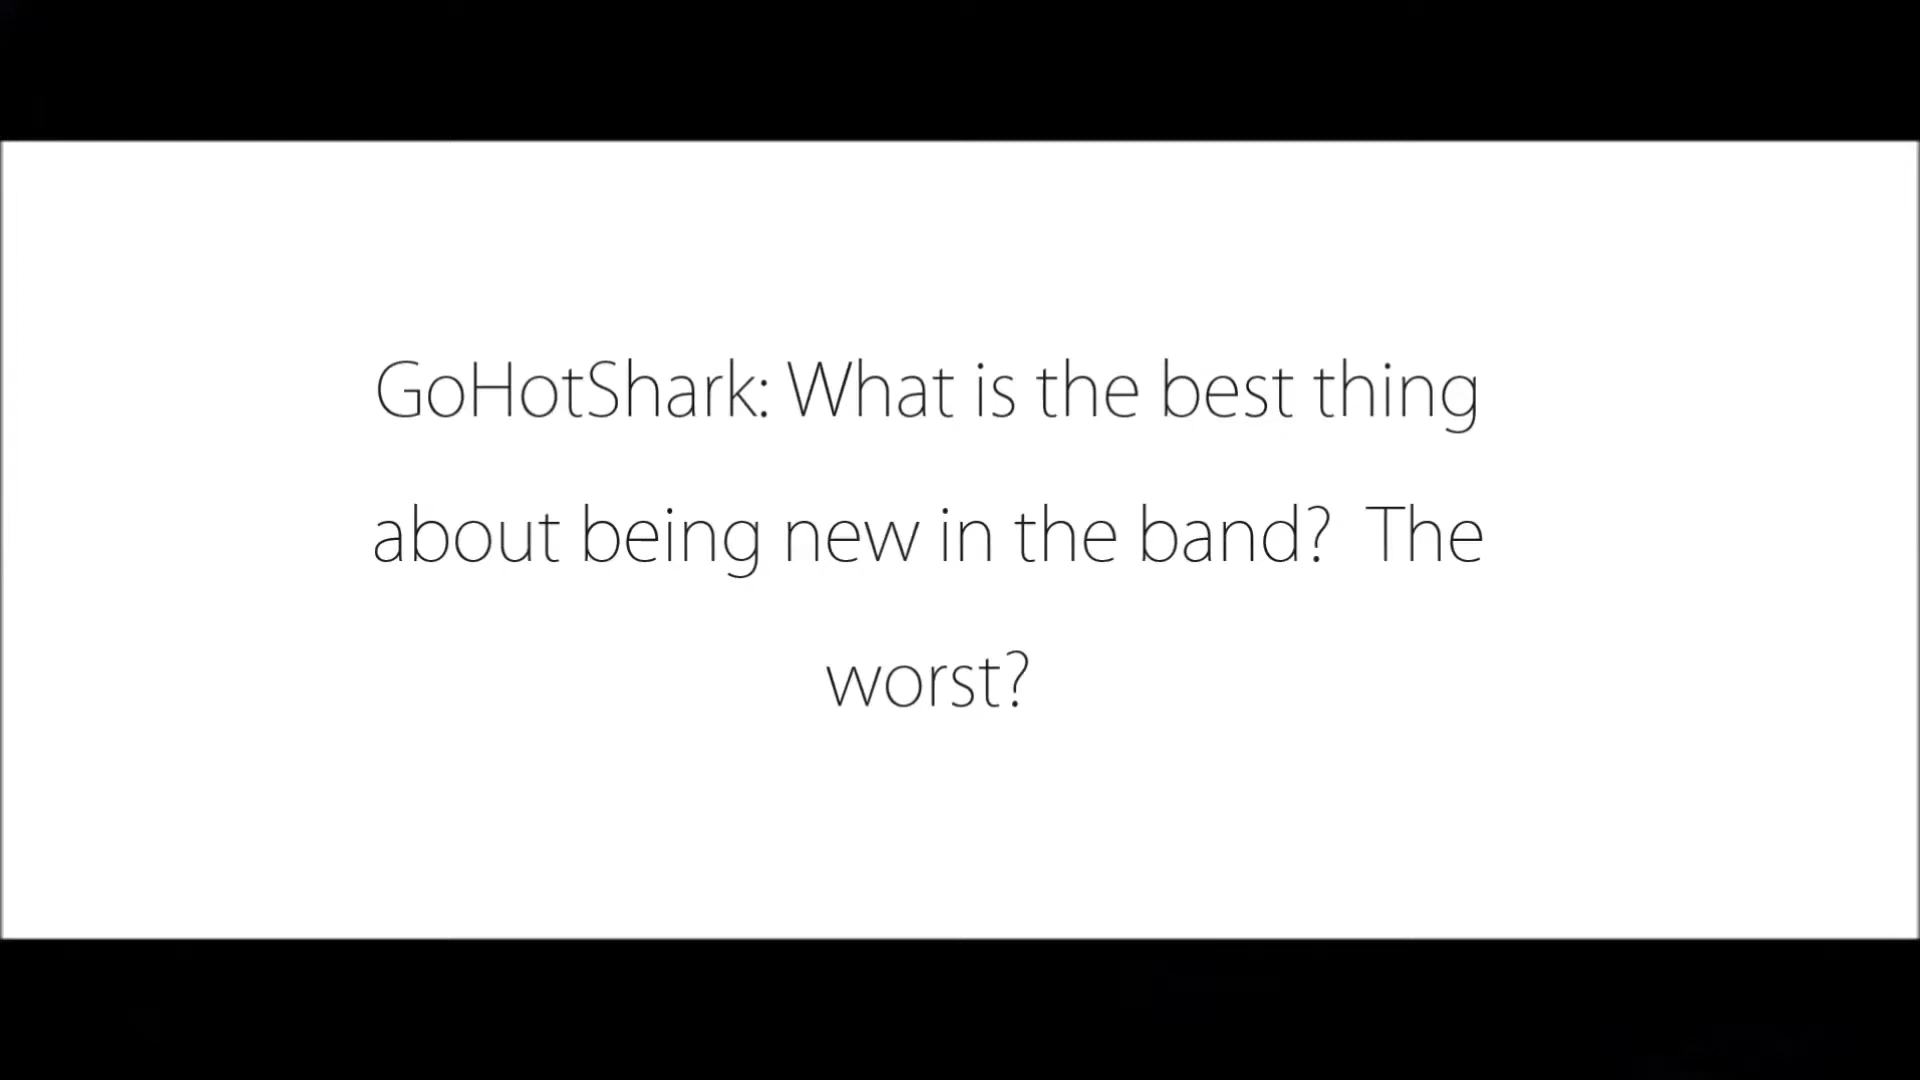 GoHotShark: What is the best thing
about being new in the band?  The
worst?